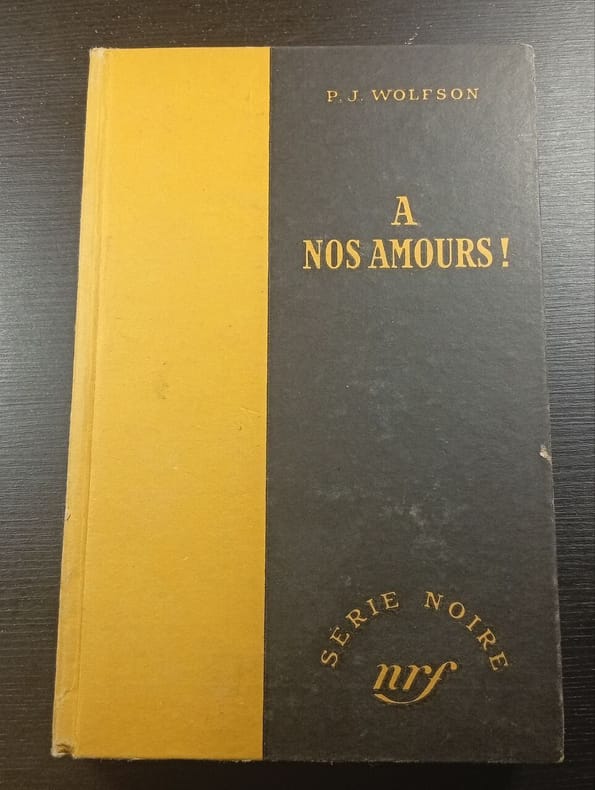 P. J. WOLFSON
A
NOS AMOURS !
SÉRIE NOIRE
nrf